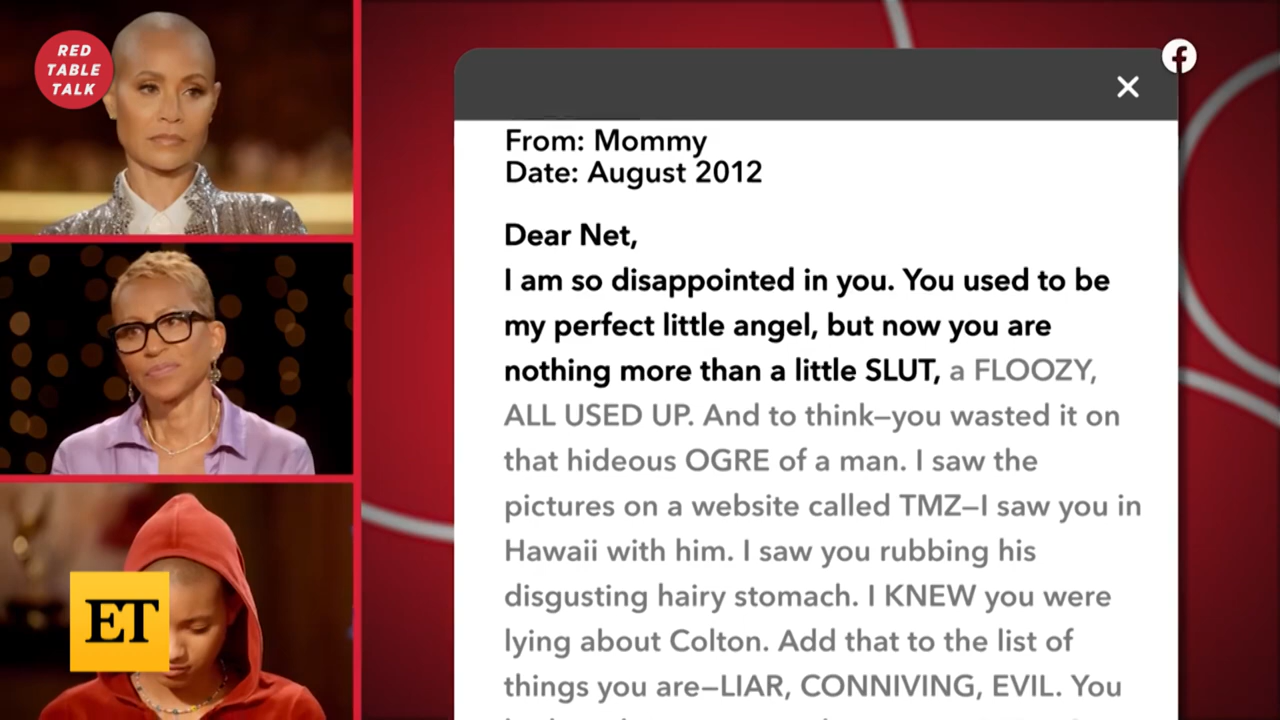 RED
TABLE
TALK
From: Mommy
Date: August 2012
Dear Net,
I am so disappointed in you. You used to be
my perfect little angel, but now you are
nothing more than a little SLUT, a FLOOZY,
ALL USED UP. And to think—you wasted it on
that hideous OGRE of a man. I saw the
pictures on a website called TMZ—I saw you in
Hawaii with him. I saw you rubbing his
disgusting hairy stomach. I KNEW you were
lying about Colton. Add that to the list of
things you are—LIAR, CONNIVING, EVIL. You
ET